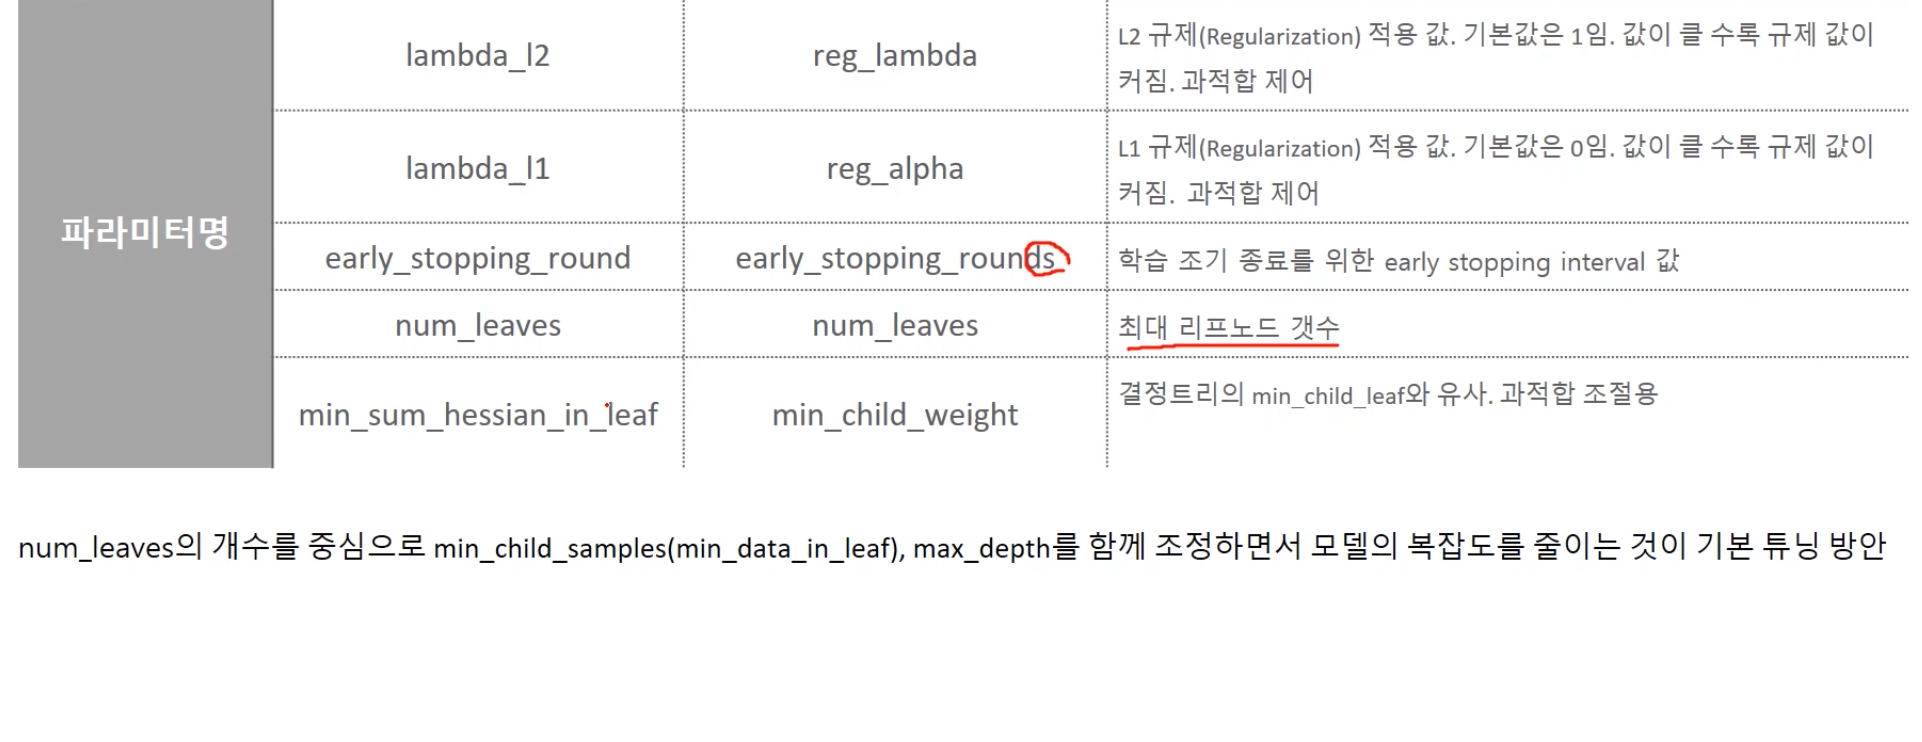 파라미터명
lambda_l2
reg_lambda
L2 규제(Regularization) 적용 값. 기본값은 1임. 값이 클 수록 규제 값이
커짐. 과적합 제어
lambda_l1
reg_alpha
L1 규제(Regularization) 적용 값. 기본값은 0임. 값이 클 수록 규제 값이
커짐. 과적합 제어
early_stopping_round
early_stopping_rounds
학습 조기 종료를 위한 early stopping interval 값
num_leaves
num_leaves
최대 리프노드 갯수
min_sum_hessian_in_leaf
min_child_weight
결정트리의 min_child_leaf와 유사. 과적합 조절용
num_leaves의 개수를 중심으로 min_child_samples(min_data_in_leaf), max_depth를 함께 조정하면서 모델의 복잡도를 줄이는 것이 기본 튜닝 방안